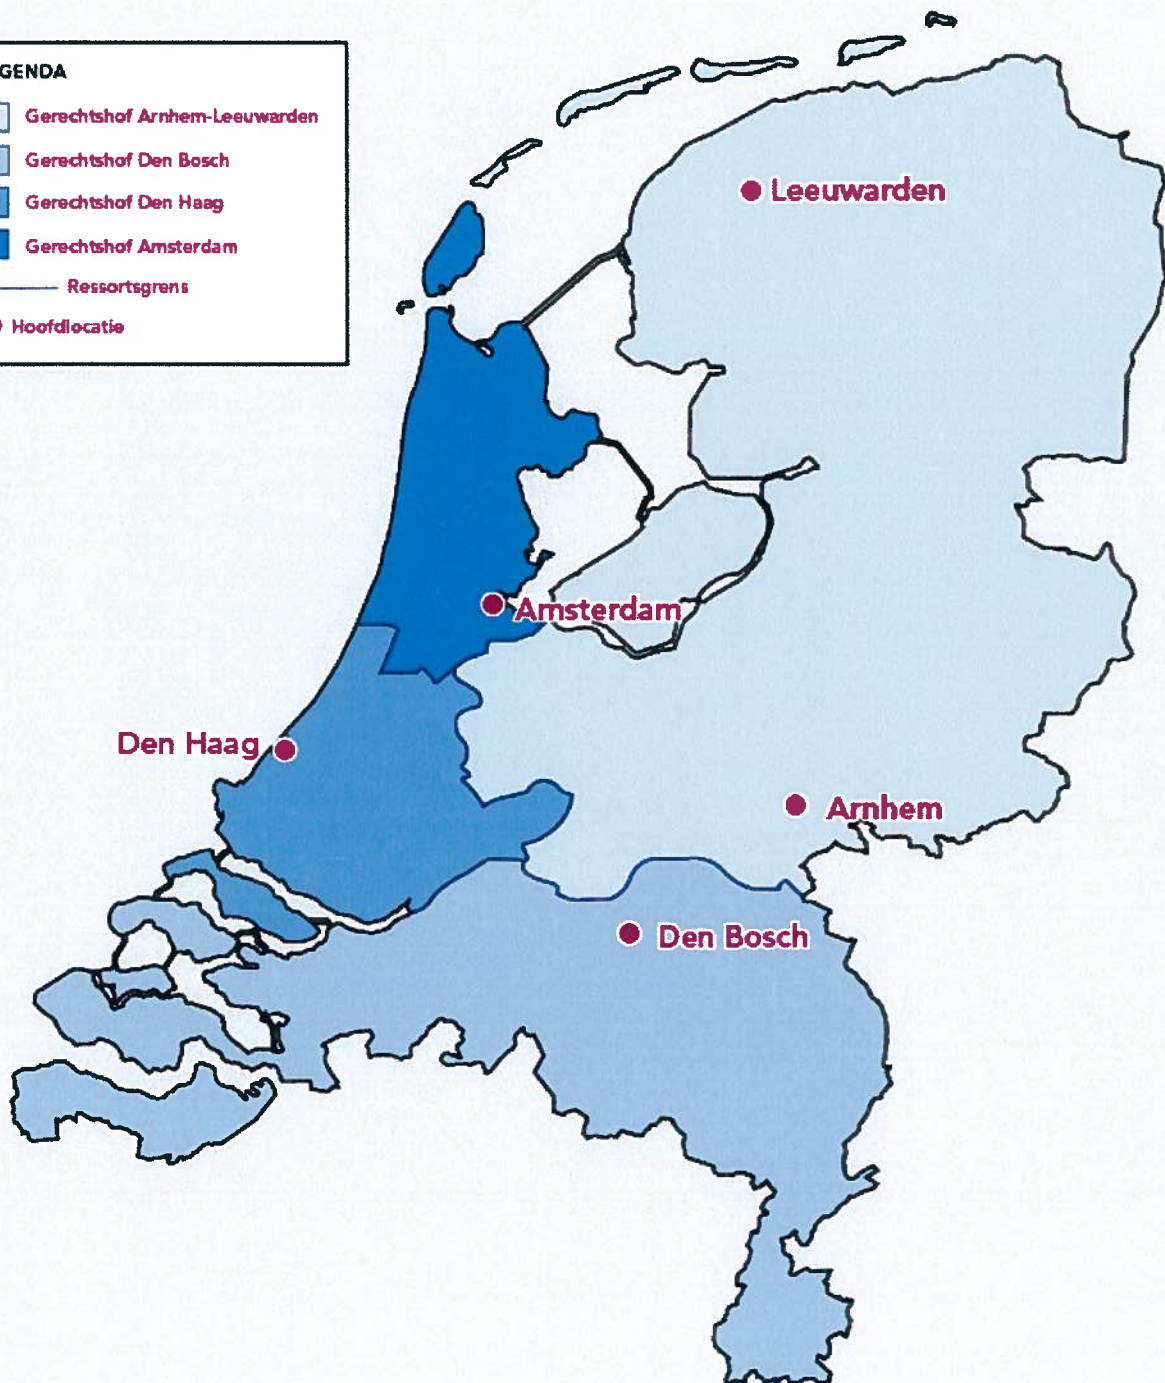 GENDA
Gerechtshof Arnhem-Leeuwarden
Gerechtshof Den Bosch
Gerechtshof Den Haag
Gerechtshof Amsterdam
Ressortsgrens
Hoofdlocatie
Leeuwarden
Amsterdam
Den Haag
Arnhem
Den Bosch